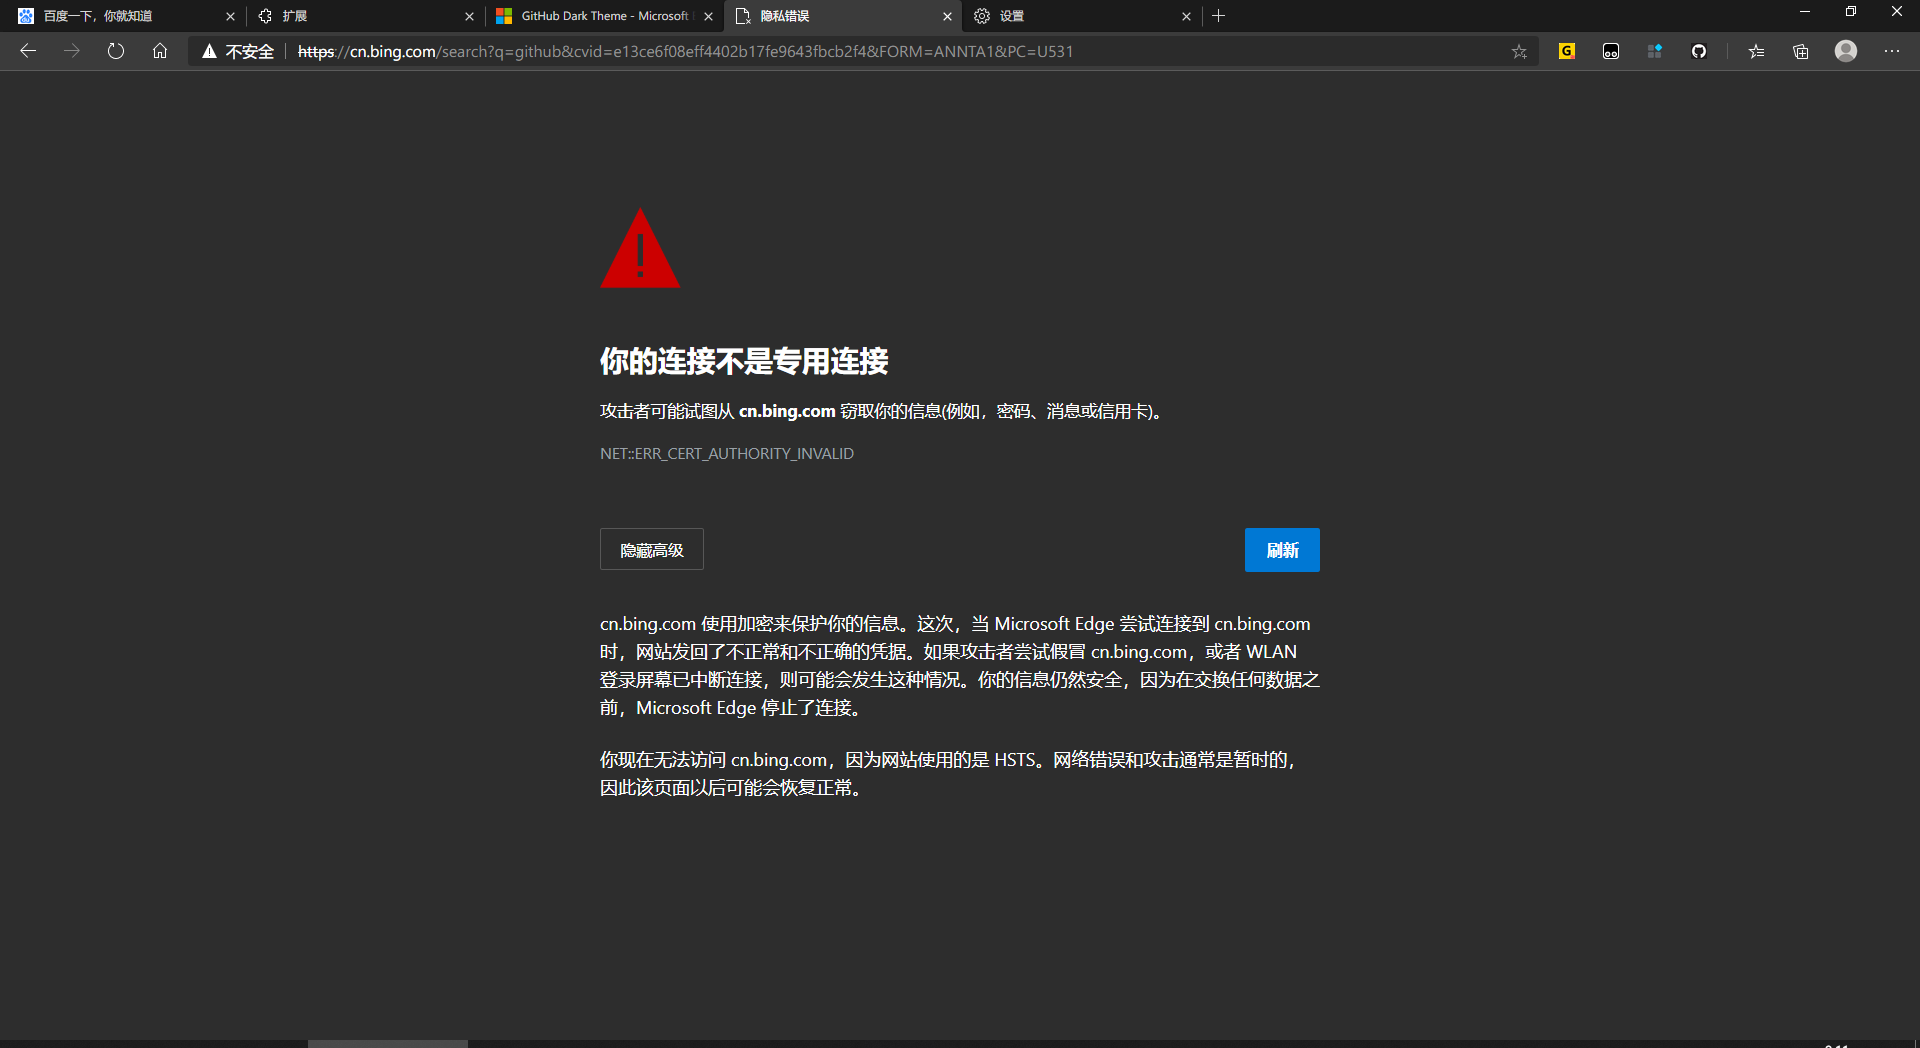 百度一下，你就知道
扩展
GitHub Dark Theme - Microsoft
隐私错误
设置
不安全
https://cn.bing.com/search?q=github&cvid=e13ce6f08eff4402b17fe9643fbcb2f4&FORM=ANNTA1&PC=U531
G
你的连接不是专用连接
攻击者可能试图从 cn.bing.com 窃取你的信息(例如，密码、消息或信用卡)。
NET::ERR_CERT_AUTHORITY_INVALID
隐藏高级
刷新
cn.bing.com 使用加密来保护你的信息。这次，当 Microsoft Edge 尝试连接到 cn.bing.com
时，网站发回了不正常和不正确的凭据。如果攻击者尝试假冒 cn.bing.com，或者 WLAN
登录屏幕已中断连接，则可能会发生这种情况。你的信息仍然安全，因为在交换任何数据之
前，Microsoft Edge 停止了连接。
你现在无法访问 cn.bing.com，因为网站使用的是 HSTS。网络错误和攻击通常是暂时的，
因此该页面以后可能会恢复正常。